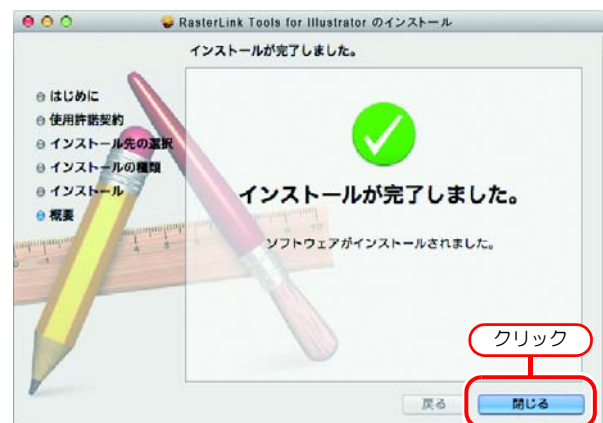 RasterLink Tools for Illustrator のインストール
インストールが完了しました。
はじめに
使用許諾契約
インストール先の選択
インストールの種類
インストール
概要
インストールが完了しました。
ソフトウェアがインストールされました。
クリック
戻る
閉じる